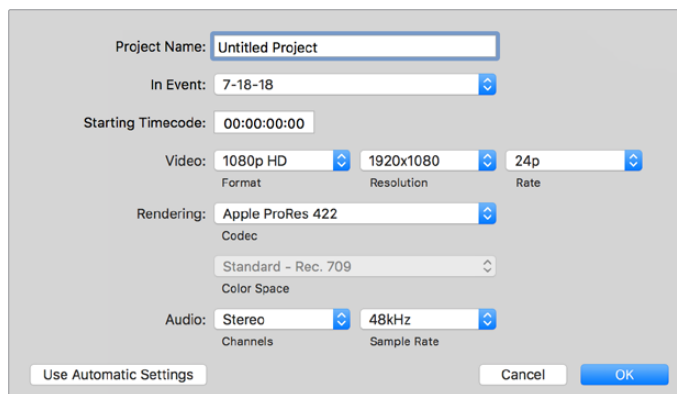 Project Name: Untitled Project
In Event: 7-18-18
Starting Timecode: 00:00:00:00
Video: 1080p HD 1920x1080 24p
Format Resolution Rate
Rendering: Apple ProRes 422
Codec
Standard - Rec. 709
Color Space
Audio: Stereo 48kHz
Channels Sample Rate
Use Automatic Settings Cancel OK